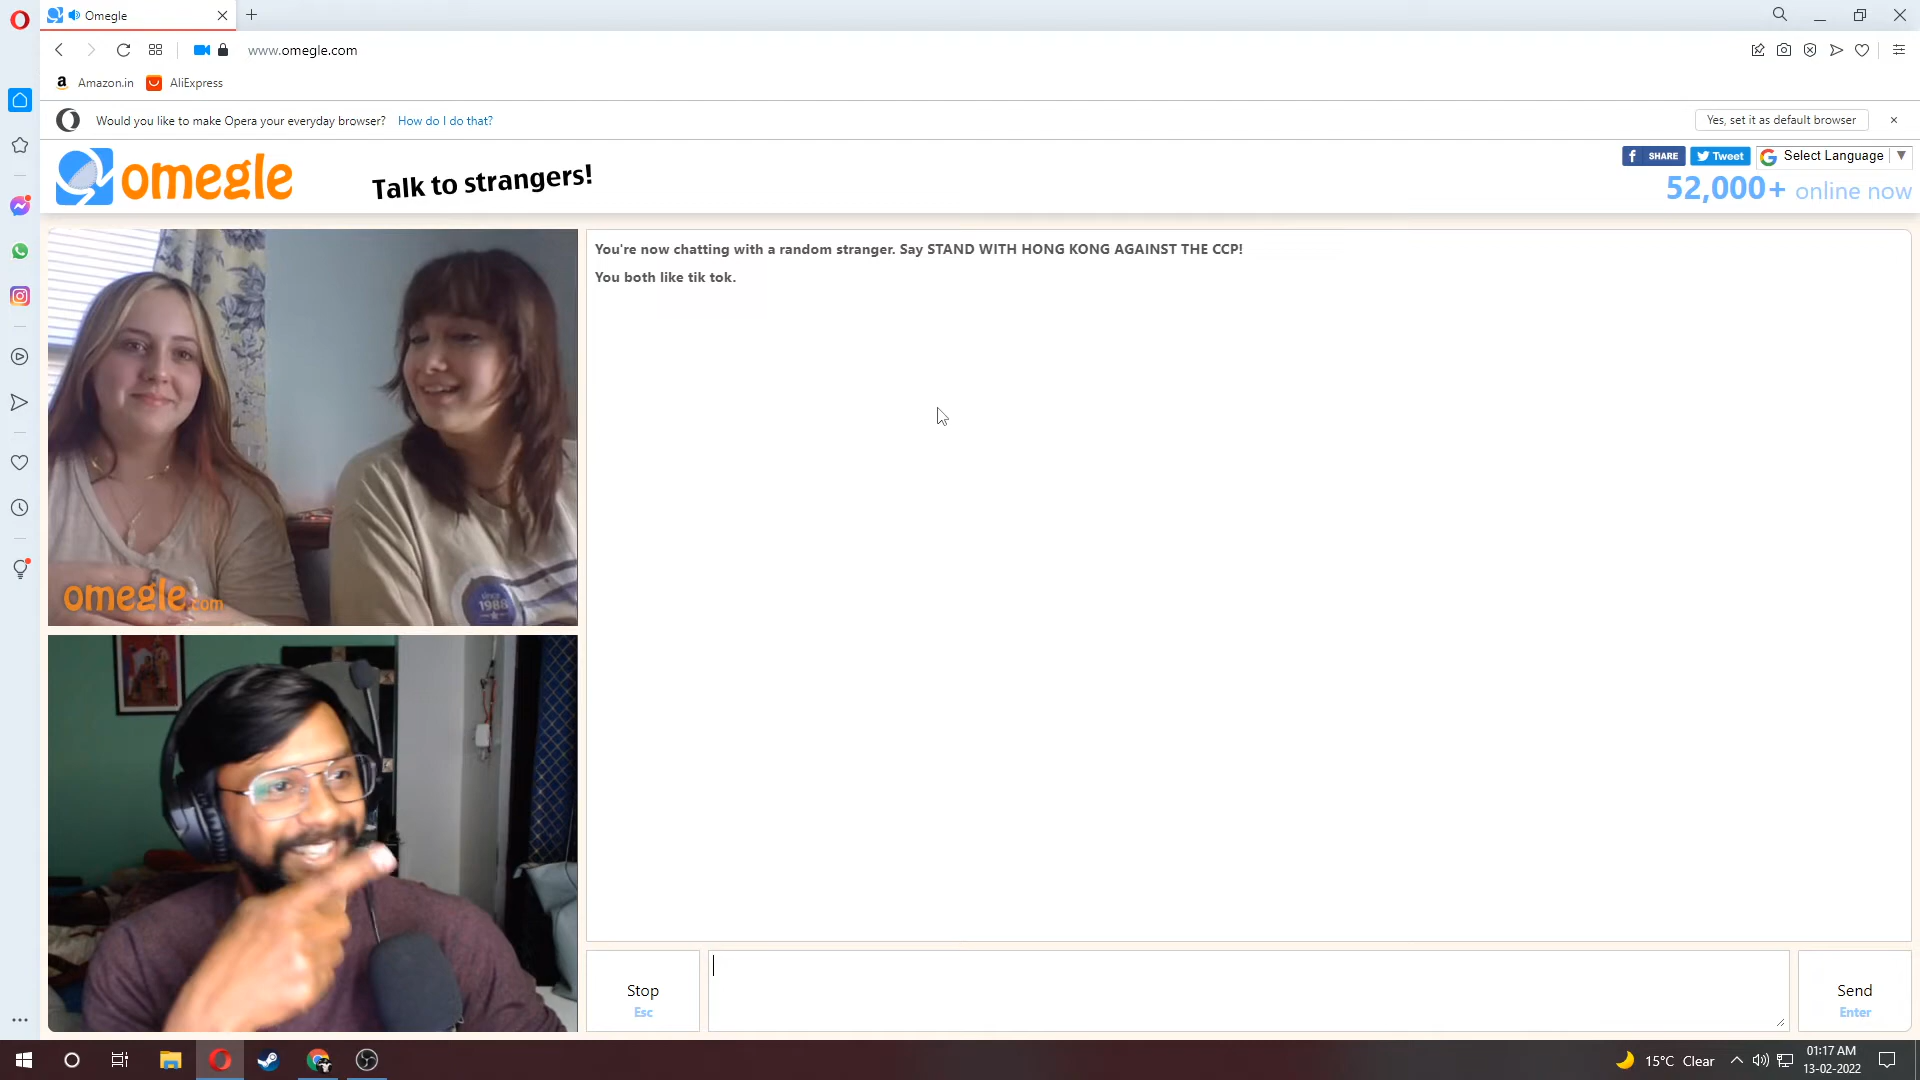 Omegle
www.omegle.com
Amazon.in
AliExpress
Would you like to make Opera your everyday browser? How do I do that?
Yes, set it as default browser
omegle
Talk to strangers!
SHARE
Tweet
Select Language
52,000+ online now
You're now chatting with a random stranger. Say STAND WITH HONG KONG AGAINST THE CCP!
You both like tik tok.
since
1988
omegle.com
Stop
Esc
Send
Enter
15°C Clear
01:17 AM
13-02-2022